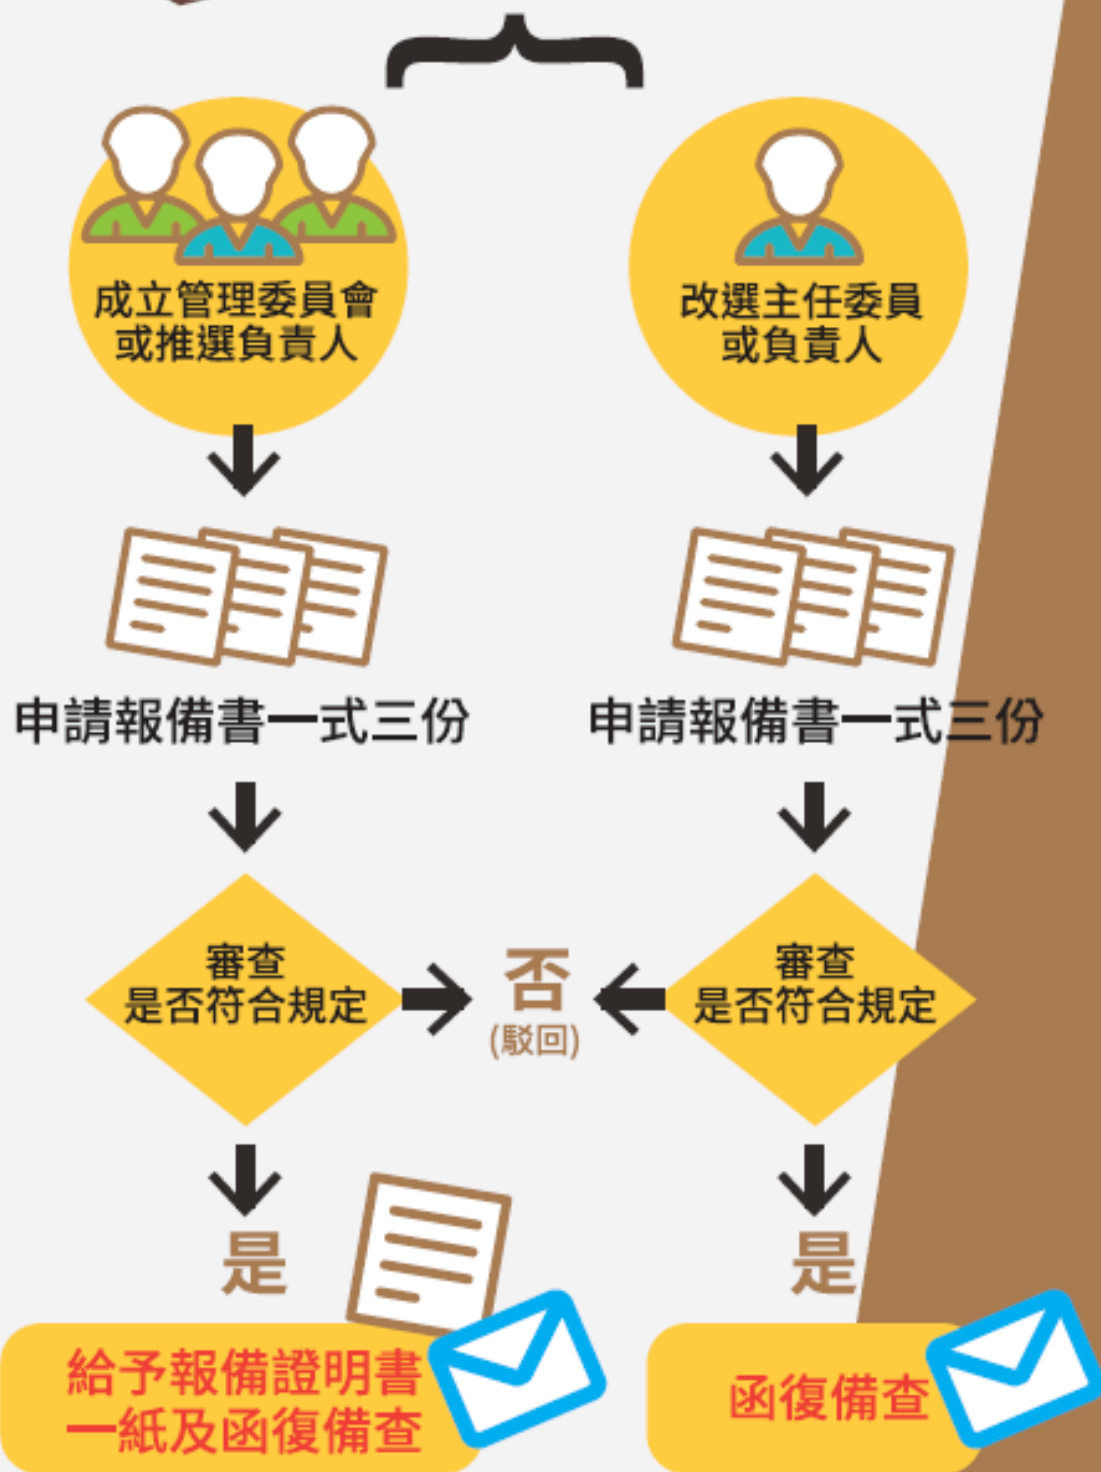 成立管理委員會
或推選負責人
改選主任委員
或負責人
申請報備書一式三份
申請報備書一式三份
審查
是否符合規定
否
(駁回)
審查
是否符合規定
是
是
給予報備證明書
一紙及函復備查
函復備查